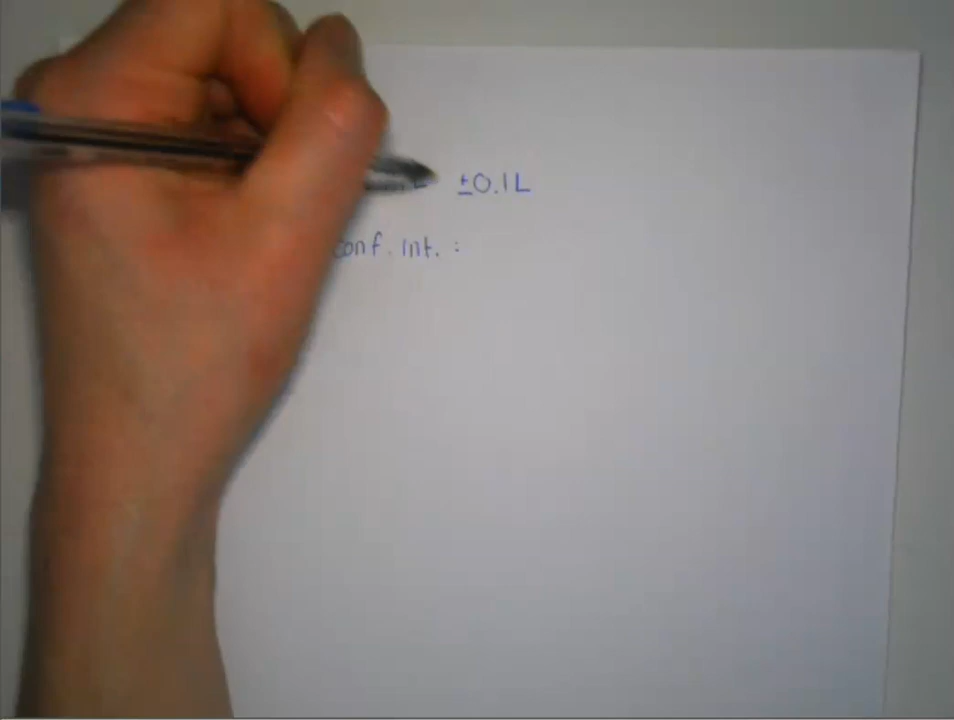 ±0.1L
conf. int. :